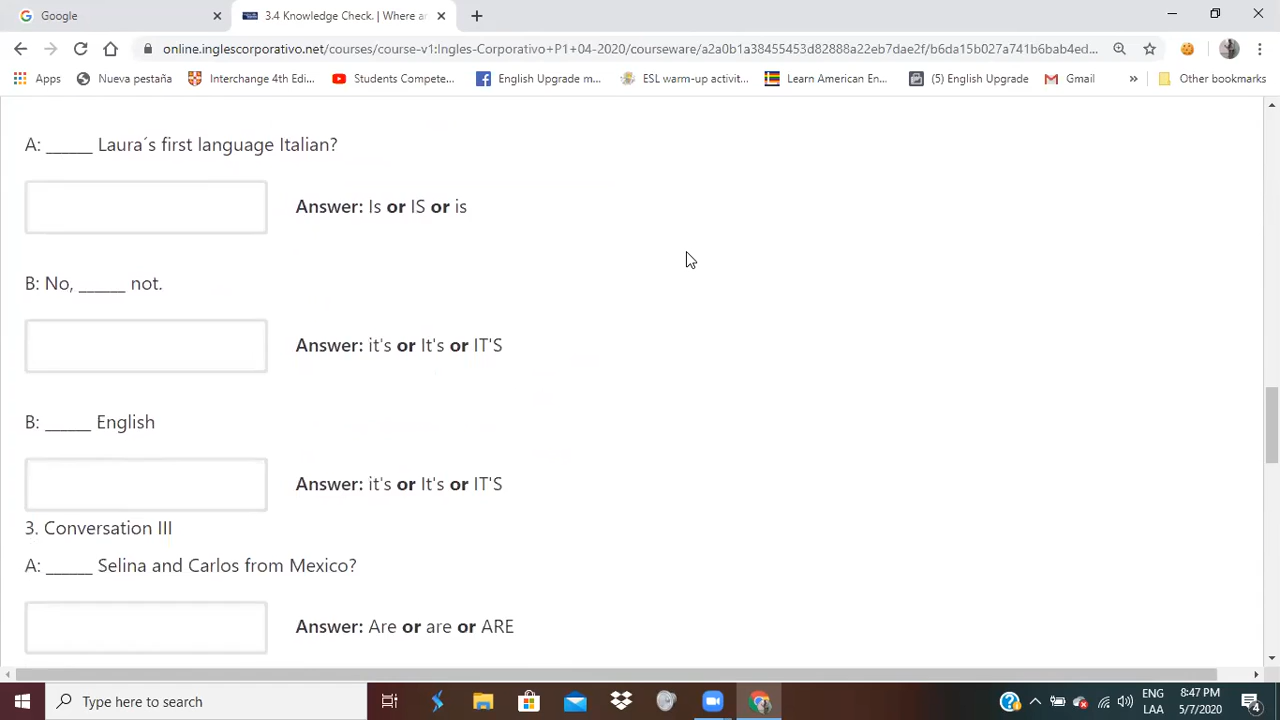 Google
3.4 Knowledge Check. | Where ar
online.inglescorporativo.net/courses/course-v1:Ingles-Corporativo+P1+04-2020/courseware/a2a0b1a38455453d82888a22eb7dae2f/b6da15b027a741b6bab4ed...
Apps Nueva pestaña Interchange 4th Edi... Students Compete... English Upgrade m... ESL warm-up activit... Learn American En... (5) English Upgrade Gmail » Other bookmarks
A: ______ Laura´s first language Italian?
Answer: Is or IS or is
B: No, ______ not.
Answer: it's or It's or IT'S
B: ______ English
Answer: it's or It's or IT'S
3. Conversation III
A: ______ Selina and Carlos from Mexico?
Answer: Are or are or ARE
Type here to search
ENG 8:47 PM
LAA 5/7/2020
4